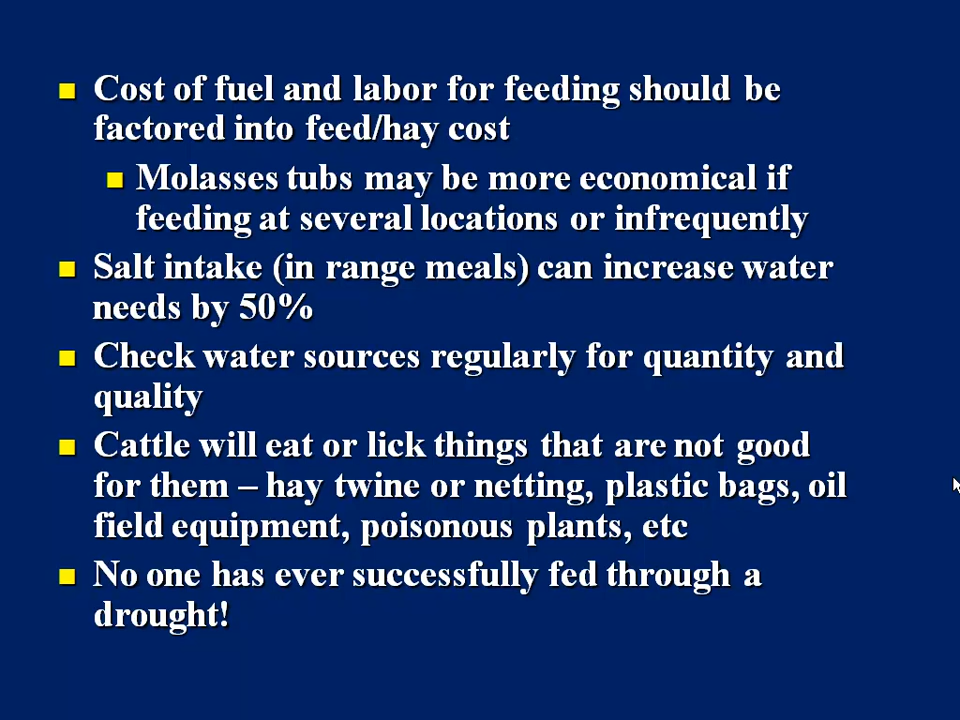 Cost of fuel and labor for feeding should be
factored into feed/hay cost
Molasses tubs may be more economical if
feeding at several locations or infrequently
Salt intake (in range meals) can increase water
needs by 50%
Check water sources regularly for quantity and
quality
Cattle will eat or lick things that are not good
for them – hay twine or netting, plastic bags, oil
field equipment, poisonous plants, etc
No one has ever successfully fed through a
drought!